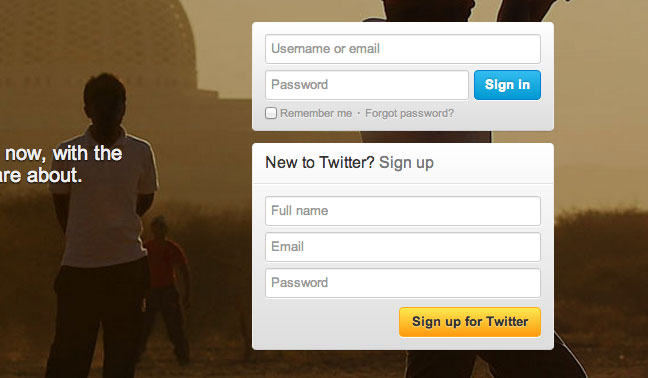 Username or email
Password
Sign in
Remember me · Forgot password?
now, with the
are about.
New to Twitter? Sign up
Full name
Email
Password
Sign up for Twitter